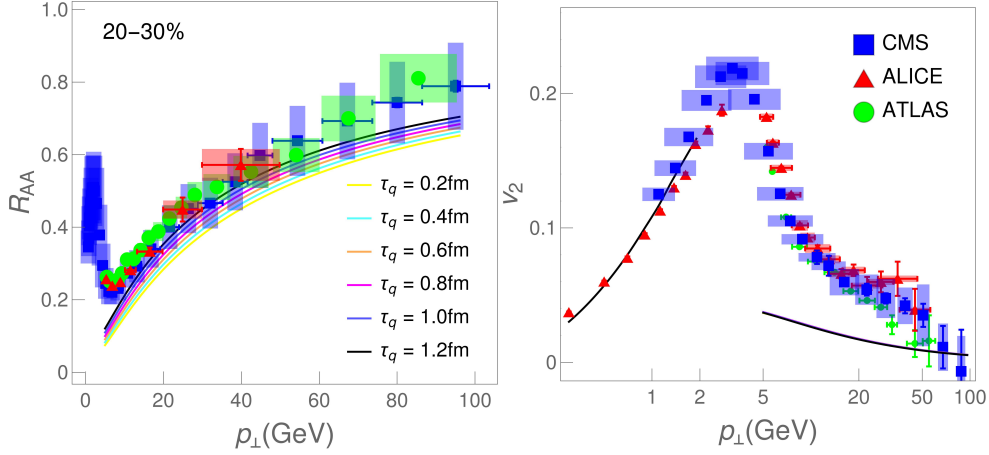 20−30%
1.0
0.8
0.6
0.4
0.2
0
R_AA
τ_q = 0.2fm
τ_q = 0.4fm
τ_q = 0.6fm
τ_q = 0.8fm
τ_q = 1.0fm
τ_q = 1.2fm
0 20 40 60 80 100
p_⊥(GeV)
CMS
ALICE
ATLAS
0.2
0.1
0
v_2
1 2 5 20 50 100
p_⊥(GeV)